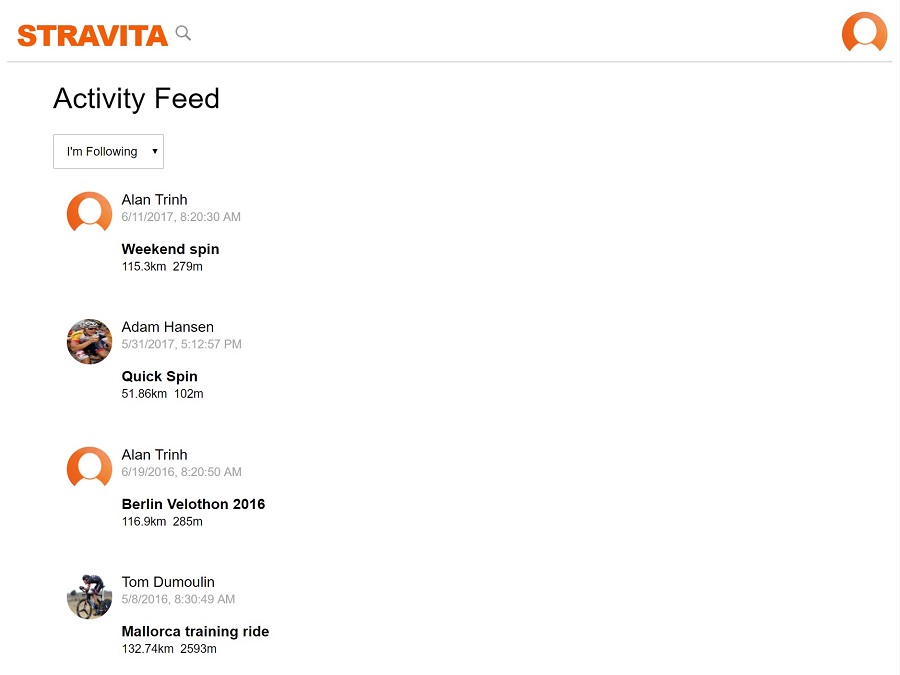 STRAVITA
Activity Feed
I'm Following
Alan Trinh
6/11/2017, 8:20:30 AM
Weekend spin
115.3km 279m
Adam Hansen
5/31/2017, 5:12:57 PM
Quick Spin
51.86km 102m
Alan Trinh
6/19/2016, 8:20:50 AM
Berlin Velothon 2016
116.9km 285m
Tom Dumoulin
5/8/2016, 8:30:49 AM
Mallorca training ride
132.74km 2593m